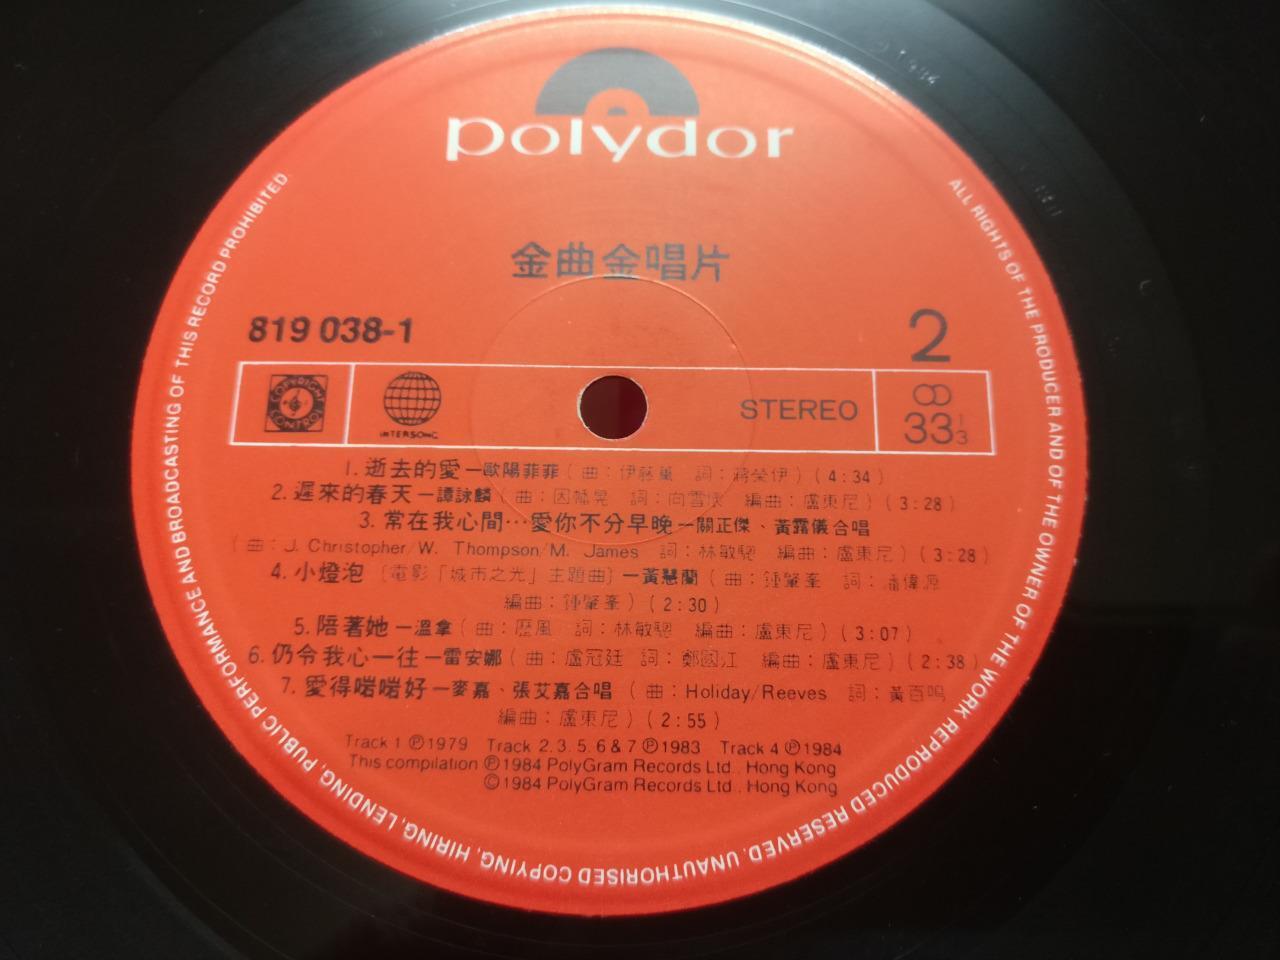 polydor
金曲金唱片
819 038-1
2
COPYRIGHT CONTROL
INTERSONG
STEREO
33 1/3
1. 逝去的愛—歐陽菲菲(曲:伊藤薰 詞:蔣榮伊)(4:34)
2. 遲來的春天—譚詠麟(曲:因幡晃 詞:向雪懷 編曲:盧東尼)(3:28)
3. 常在我心間…愛你不分早晚—關正傑、黃露儀合唱
(曲:J. Christopher/W. Thompson/M. James 詞:林敏驄 編曲:盧東尼)(3:28)
4. 小燈泡(電影「城市之光」主題曲)—黃慧蘭(曲:鍾肇峯 詞:潘偉源
編曲:鍾肇峯)(2:30)
5. 陪著她—溫拿(曲:歷風 詞:林敏驄 編曲:盧東尼)(3:07)
6. 仍令我心一往—雷安娜(曲:盧冠廷 詞:鄭國江 編曲:盧東尼)(2:38)
7. 愛得啱啱好—麥嘉、張艾嘉合唱(曲:Holiday/Reeves 詞:黃百鳴
編曲:盧東尼)(2:55)
Track 1 ℗1979 Track 2.3.5.6&7 ℗1983 Track 4 ℗1984
This compilation ℗1984 PolyGram Records Ltd., Hong Kong
©1984 PolyGram Records Ltd., Hong Kong
ALL RIGHTS OF THE PRODUCER AND OF THE OWNER OF THE WORK REPRODUCED RESERVED. UNAUTHORISED COPYING, HIRING, LENDING, PUBLIC PERFORMANCE AND BROADCASTING OF THIS RECORD PROHIBITED.